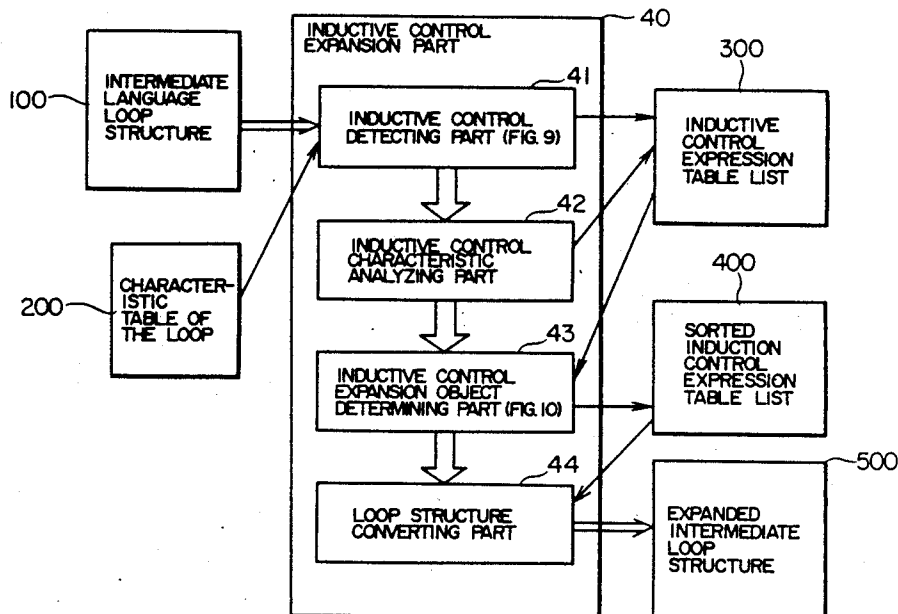 40
INDUCTIVE CONTROL
EXPANSION PART
100
INTERMEDIATE
LANGUAGE
LOOP
STRUCTURE
41
INDUCTIVE CONTROL
DETECTING PART (FIG. 9)
300
INDUCTIVE
CONTROL
EXPRESSION
TABLE LIST
42
INDUCTIVE CONTROL
CHARACTERISTIC
ANALYZING PART
200
CHARACTER-
ISTIC
TABLE OF
THE LOOP
43
INDUCTIVE CONTROL
EXPANSION OBJECT
DETERMINING PART (FIG. 10)
400
SORTED
INDUCTION
CONTROL
EXPRESSION
TABLE LIST
44
LOOP STRUCTURE
CONVERTING PART
500
EXPANDED
INTERMEDIATE
LOOP
STRUCTURE